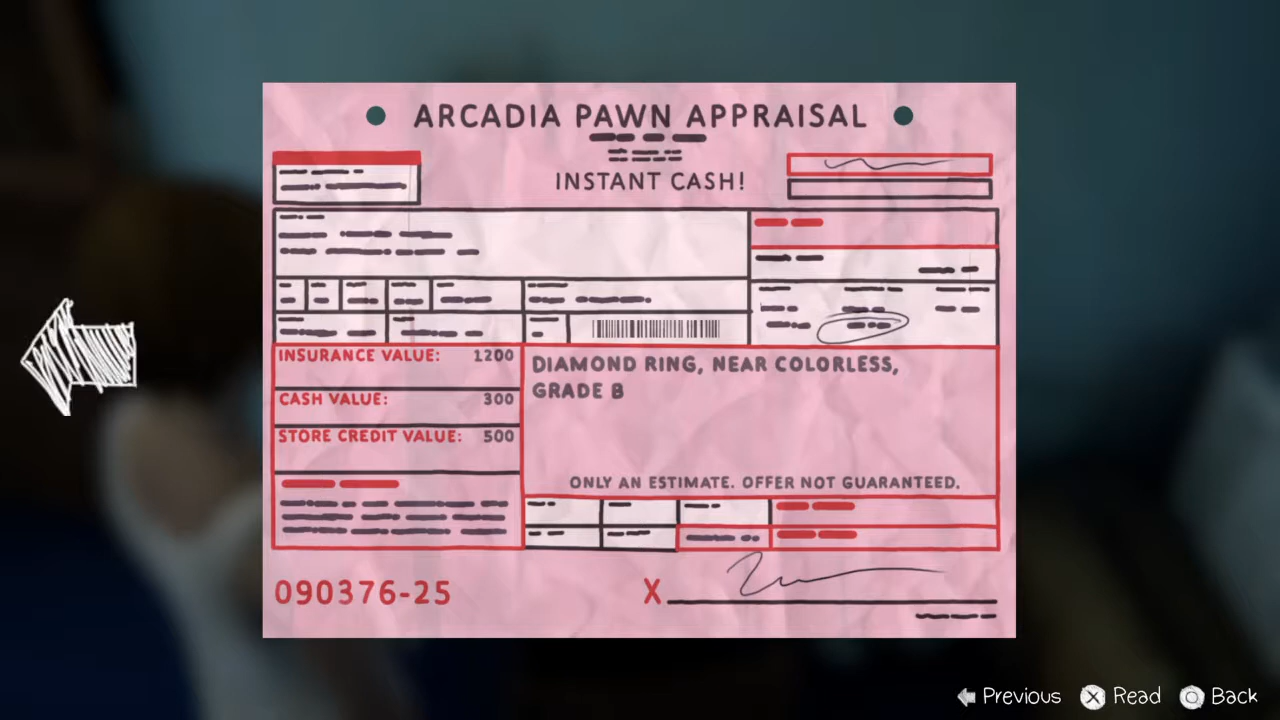 ARCADIA PAWN APPRAISAL
INSTANT CASH!
INSURANCE VALUE: 1200
CASH VALUE: 300
STORE CREDIT VALUE: 500
DIAMOND RING, NEAR COLORLESS,
GRADE B
ONLY AN ESTIMATE. OFFER NOT GUARANTEED.
090376-25
X
Previous Read Back